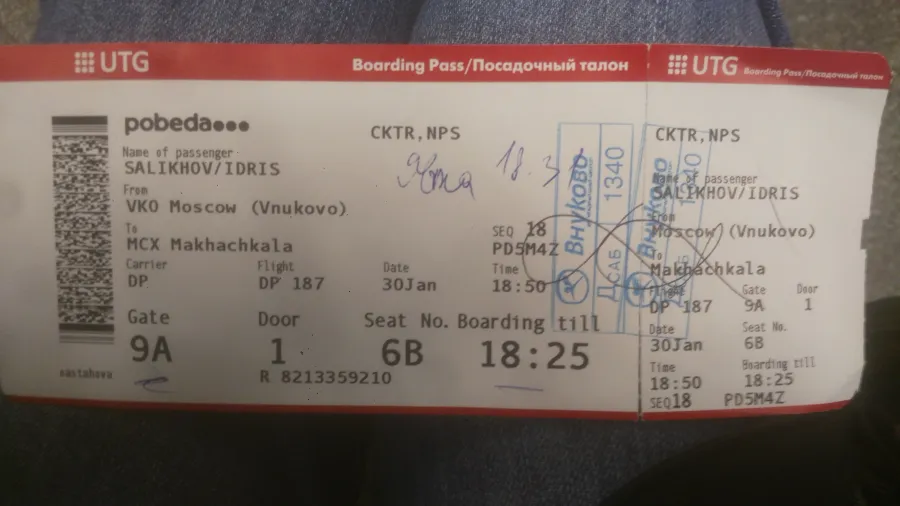 UTG
Boarding Pass/Посадочный талон
pobeda
CKTR,NPS
Name of passenger
SALIKHOV/IDRIS
From
VKO Moscow (Vnukovo)
To
MCX Makhachkala
SEQ 18
PD5M4Z
Carrier Flight Date Time
DP DP 187 30Jan 18:50
Gate Door Seat No. Boarding till
9A 1 6B 18:25
R 8213359210
Внуково
1340
ДСАБ
UTG
Boarding Pass/Посадочный талон
CKTR,NPS
Name of passenger
SALIKHOV/IDRIS
From
Moscow (Vnukovo)
To
Makhachkala
Flight Gate Door
DP 187 9A 1
Date Seat No.
30Jan 6B
Time Boarding till
18:50 18:25
SEQ18 PD5M4Z
Внуково